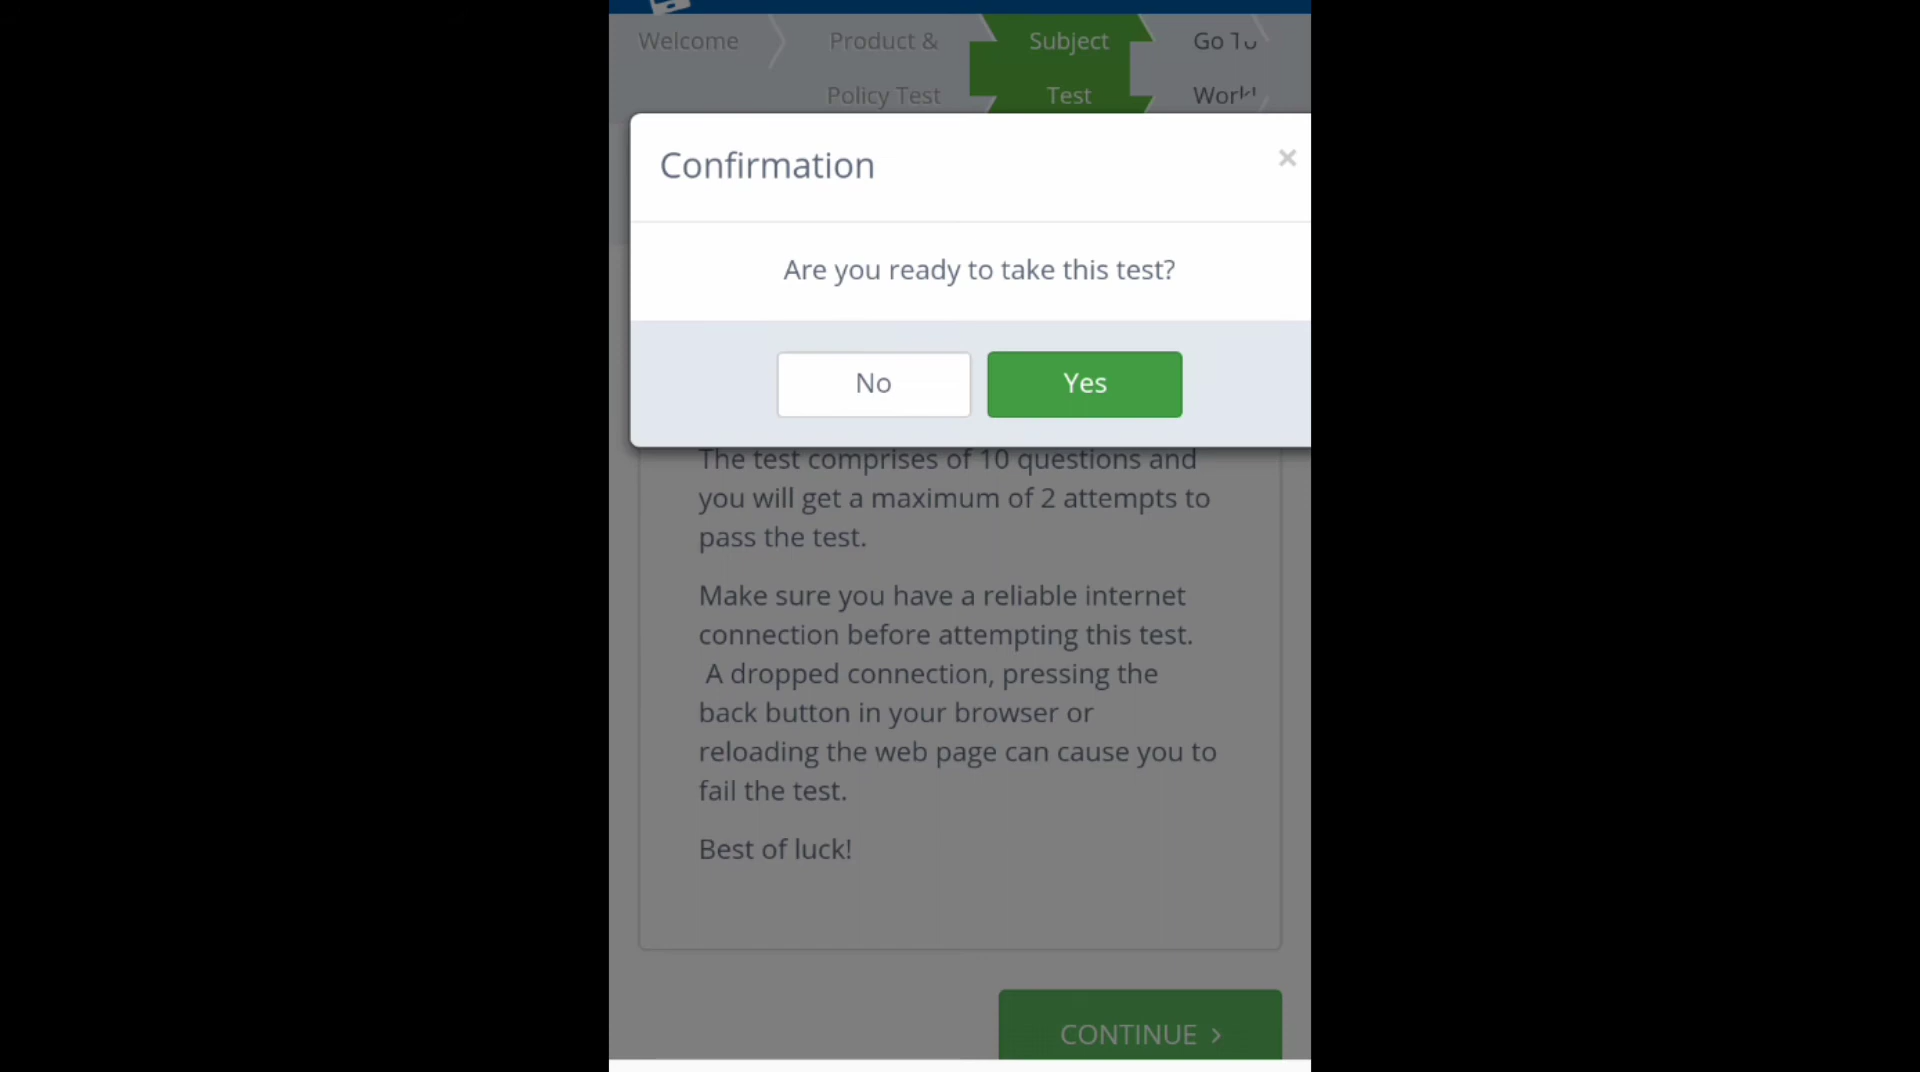 Welcome
Product &
Policy Test
Subject
Test
Go To
Work!
Confirmation
×
Are you ready to take this test?
No
Yes
The test comprises of 10 questions and
you will get a maximum of 2 attempts to
pass the test.
Make sure you have a reliable internet
connection before attempting this test.
A dropped connection, pressing the
back button in your browser or
reloading the web page can cause you to
fail the test.
Best of luck!
CONTINUE >